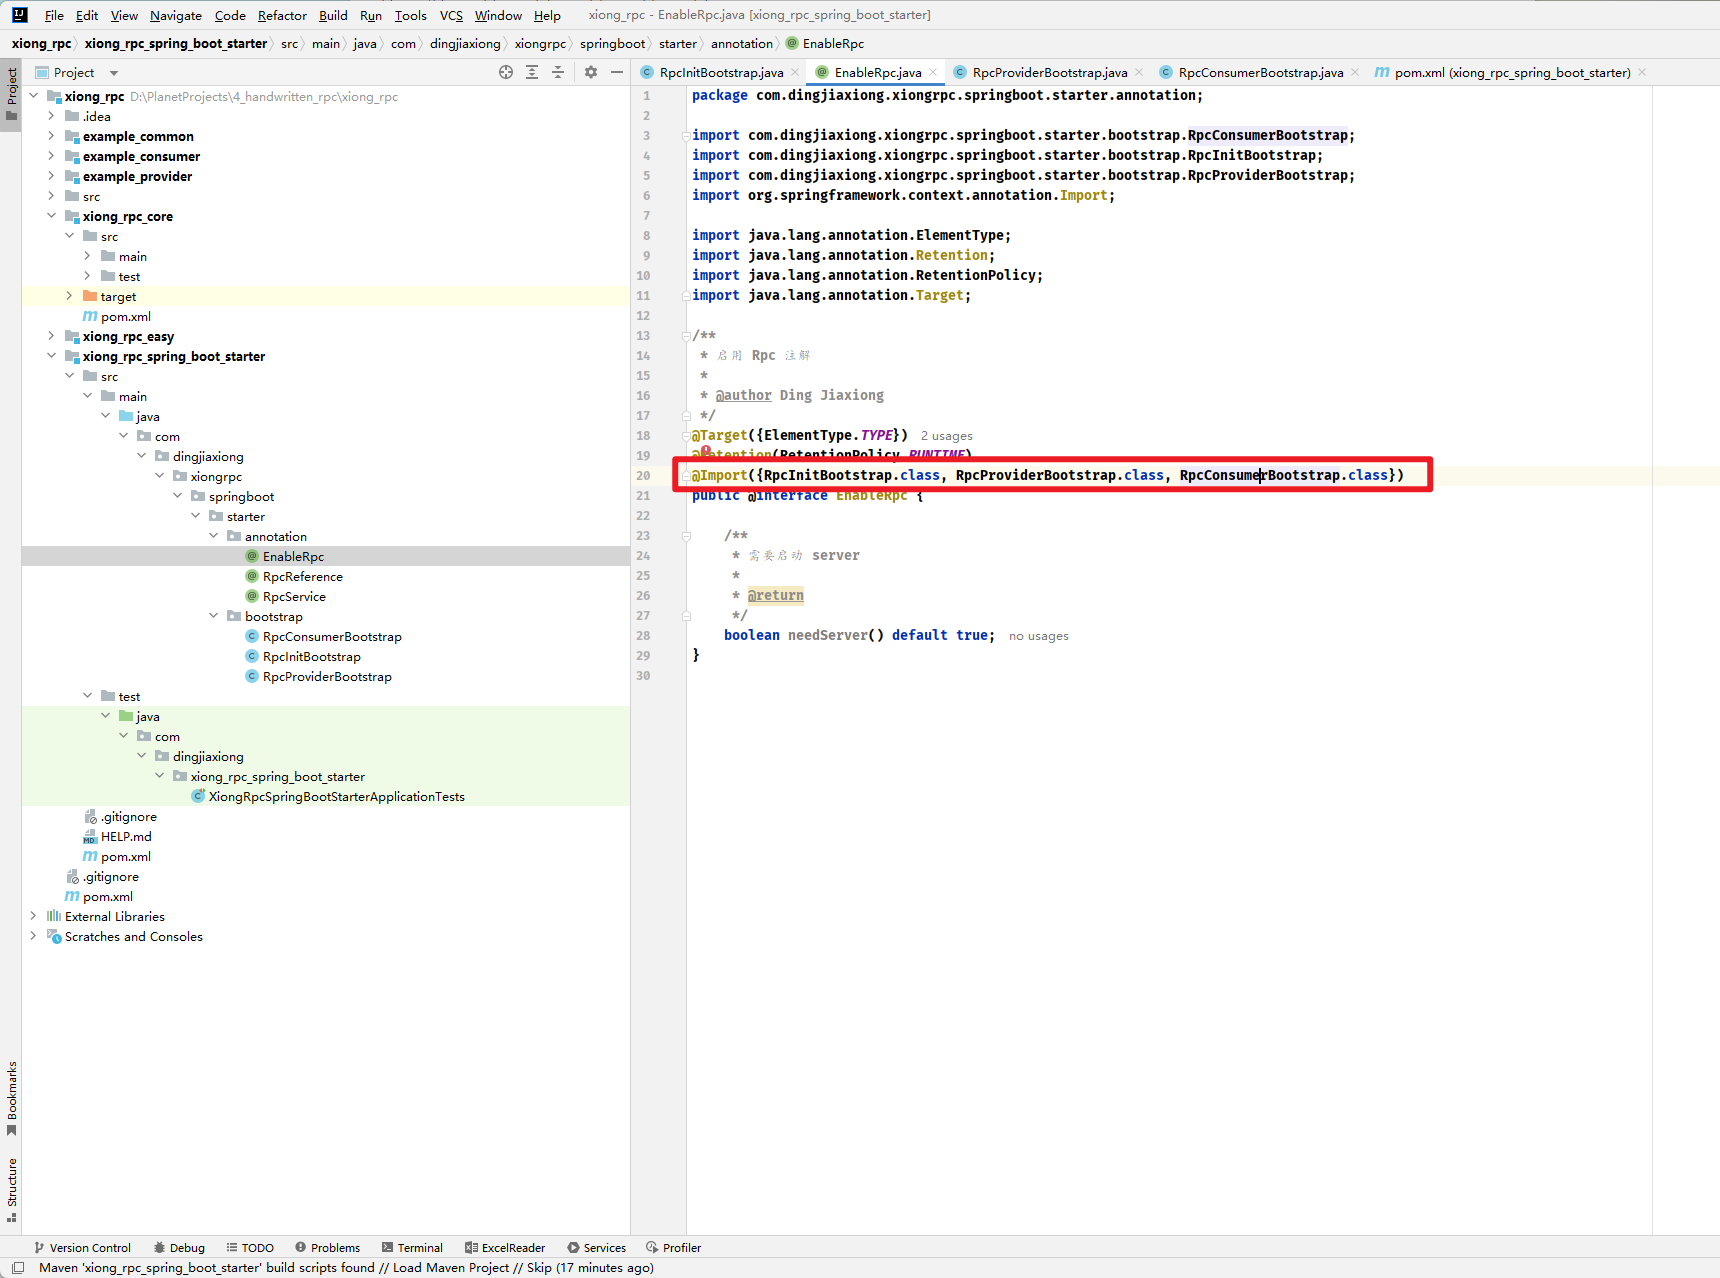 File Edit View Navigate Code Refactor Build Run Tools VCS Window Help xiong_rpc - EnableRpc.java [xiong_rpc_spring_boot_starter]
xiong_rpc xiong_rpc_spring_boot_starter src main java com dingjiaxiong xiongrpc springboot starter annotation EnableRpc
Project
Project
RpcInitBootstrap.java EnableRpc.java RpcProviderBootstrap.java RpcConsumerBootstrap.java pom.xml (xiong_rpc_spring_boot_starter)
xiong_rpc D:\PlanetProjects\4_handwritten_rpc\xiong_rpc
.idea
example_common
example_consumer
example_provider
src
xiong_rpc_core
src
main
test
target
pom.xml
xiong_rpc_easy
xiong_rpc_spring_boot_starter
src
main
java
com
dingjiaxiong
xiongrpc
springboot
starter
annotation
EnableRpc
RpcReference
RpcService
bootstrap
RpcConsumerBootstrap
RpcInitBootstrap
RpcProviderBootstrap
test
java
com
dingjiaxiong
xiong_rpc_spring_boot_starter
XiongRpcSpringBootStarterApplicationTests
.gitignore
HELP.md
pom.xml
.gitignore
pom.xml
External Libraries
Scratches and Consoles
1 package com.dingjiaxiong.xiongrpc.springboot.starter.annotation;
2
3 import com.dingjiaxiong.xiongrpc.springboot.starter.bootstrap.RpcConsumerBootstrap;
4 import com.dingjiaxiong.xiongrpc.springboot.starter.bootstrap.RpcInitBootstrap;
5 import com.dingjiaxiong.xiongrpc.springboot.starter.bootstrap.RpcProviderBootstrap;
6 import org.springframework.context.annotation.Import;
7
8 import java.lang.annotation.ElementType;
9 import java.lang.annotation.Retention;
10 import java.lang.annotation.RetentionPolicy;
11 import java.lang.annotation.Target;
12
13 /**
14 * 启用 Rpc 注解
15 *
16 * @author Ding Jiaxiong
17 */
18 @Target({ElementType.TYPE}) 2 usages
19 @Retention(RetentionPolicy.RUNTIME)
20 @Import({RpcInitBootstrap.class, RpcProviderBootstrap.class, RpcConsumerBootstrap.class})
21 public @interface EnableRpc {
22
23 /**
24 * 需要启动 server
25 *
26 * @return
27 */
28 boolean needServer() default true; no usages
29 }
30
Bookmarks
Structure
Version Control Debug TODO Problems Terminal ExcelReader Services Profiler
Maven 'xiong_rpc_spring_boot_starter' build scripts found // Load Maven Project // Skip (17 minutes ago)